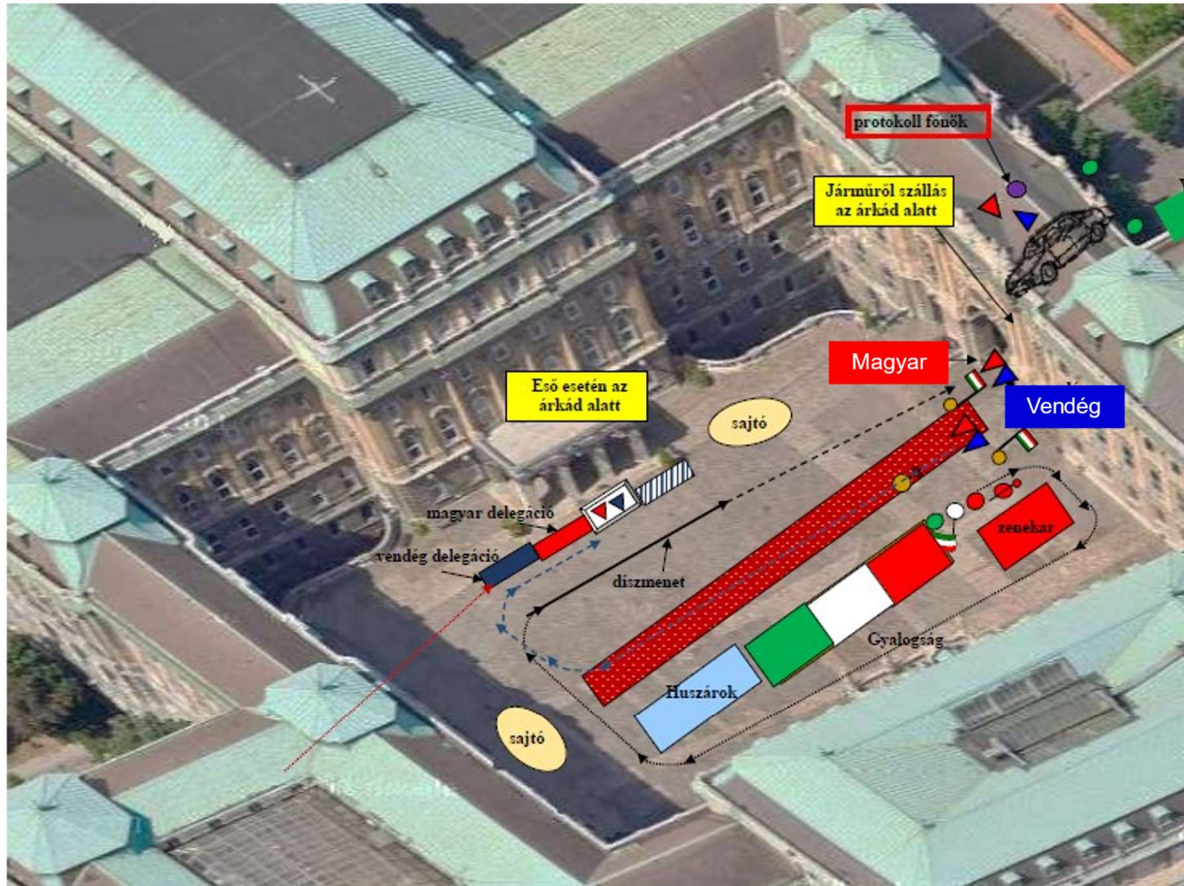 protokoll főnök
Járműről szállás
az árkád alatt
Magyar
Vendég
Eső esetén az
árkád alatt
sajtó
magyar delegáció
vendég delegáció
díszmenet
zenekar
Gyalogság
Huszárok
sajtó